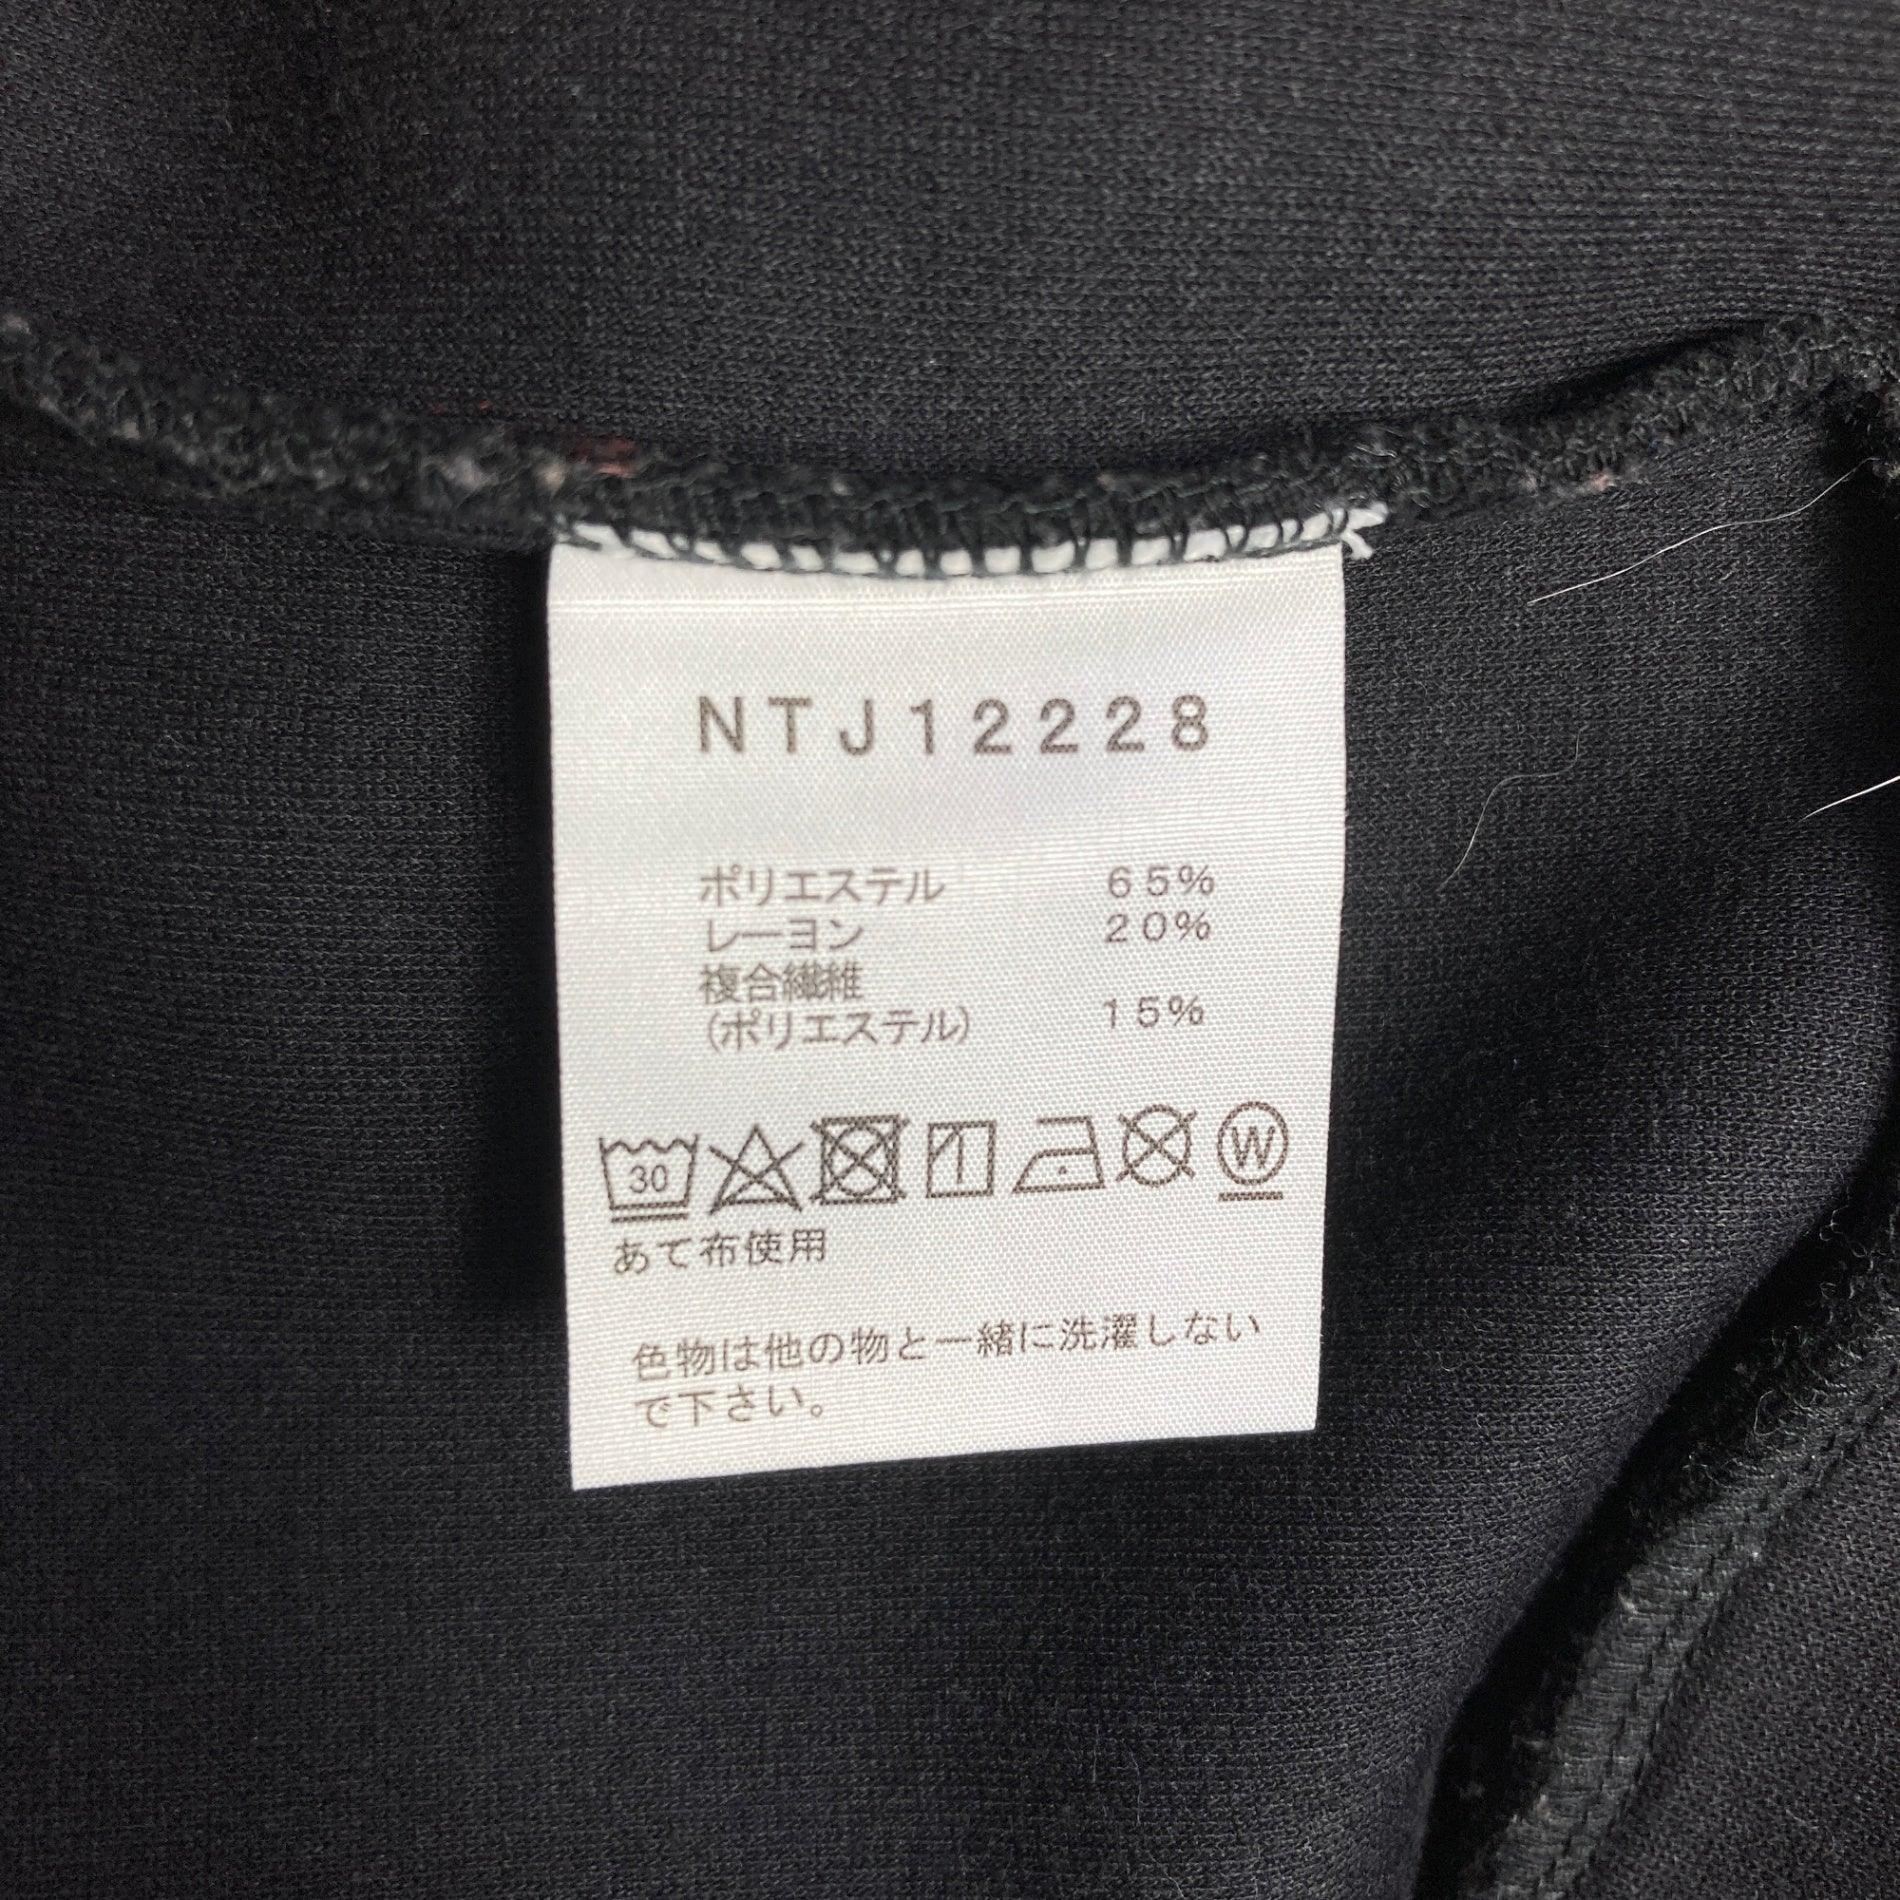 NTJ12228
ポリエステル 65%
レーヨン 20%
複合繊維
(ポリエステル) 15%
30 W
あて布使用
色物は他の物と一緒に洗濯しない
で下さい。